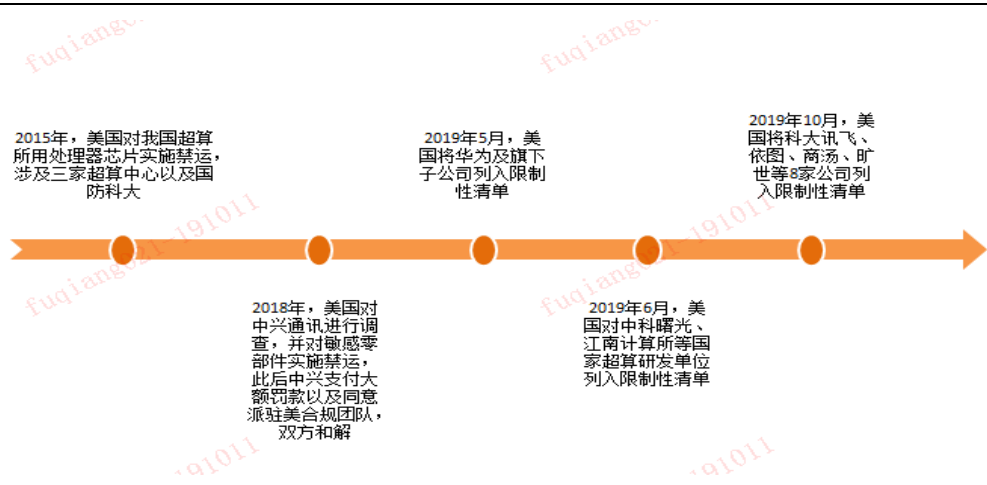 fuqiang
fuqiang
2015年，美国对我国超算
所用处理器芯片实施禁运，
涉及三家超算中心以及国
防科大
2019年5月，美
国将华为及旗下
子公司列入限制
性清单
2019年10月，美
国将科大讯飞、
依图、商汤、旷
世等8家公司列
入限制性清单
fuqiang021-191011
fuqiang021-191011
2018年，美国对
中兴通讯进行调
查，并对敏感零
部件实施禁运，
此后中兴支付大
额罚款以及同意
派驻美合规团队，
双方和解
2019年6月，美
国对中科曙光、
江南计算所等国
家超算研发单位
列入限制性清单
-191011
191011